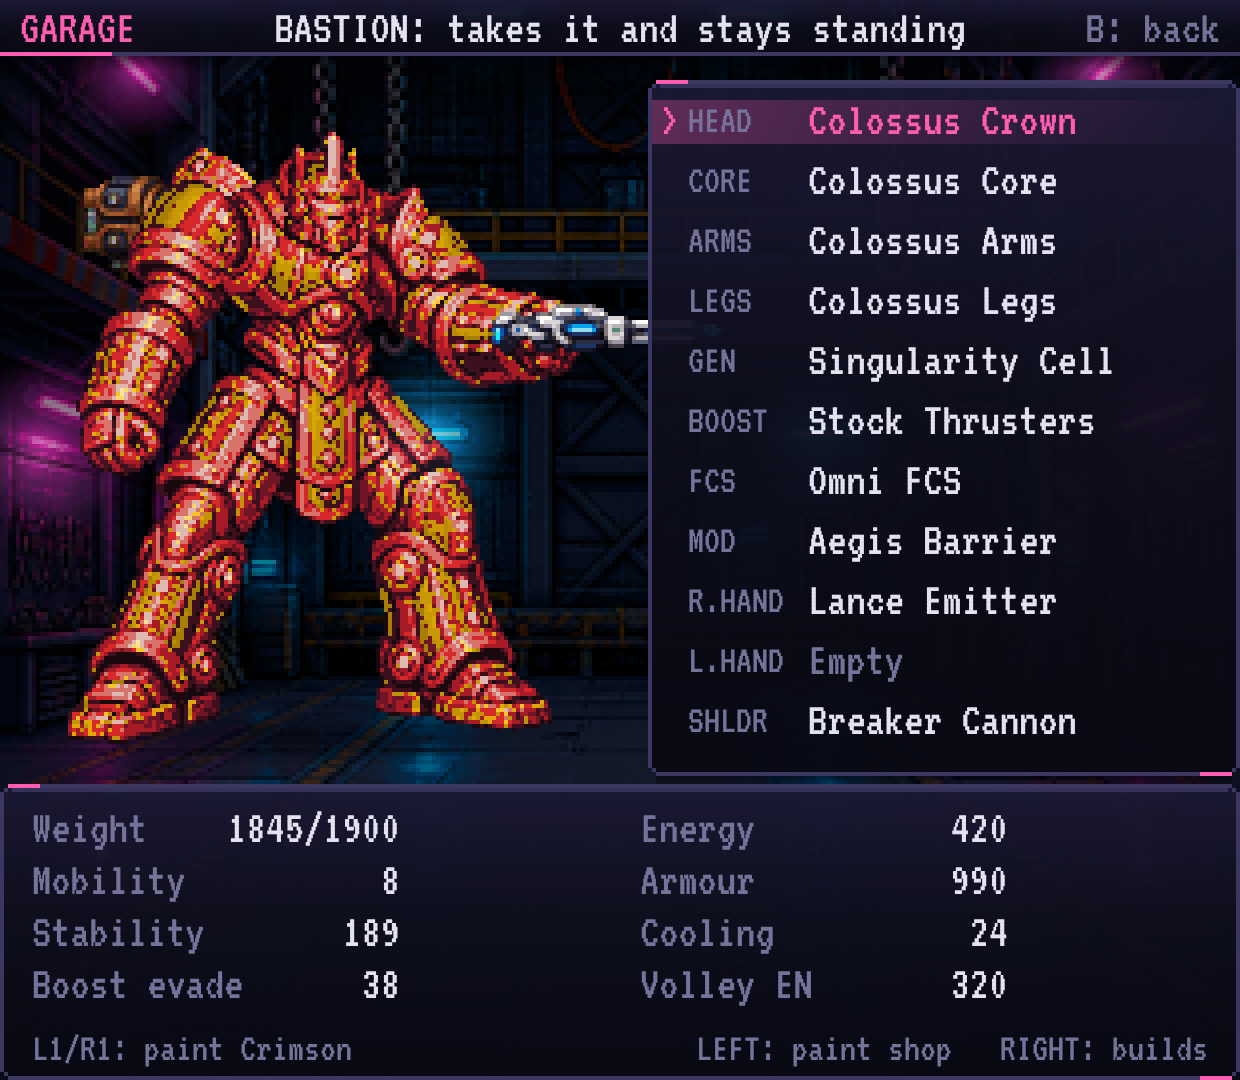 GARAGE BASTION: takes it and stays standing B: back
HEAD Colossus Crown
CORE Colossus Core
ARMS Colossus Arms
LEGS Colossus Legs
GEN Singularity Cell
BOOST Stock Thrusters
FCS Omni FCS
MOD Aegis Barrier
R.HAND Lance Emitter
L.HAND Empty
SHLDR Breaker Cannon
Weight 1845/1900 Energy 420
Mobility 8 Armour 990
Stability 189 Cooling 24
Boost evade 38 Volley EN 320
L1/R1: paint Crimson LEFT: paint shop RIGHT: builds